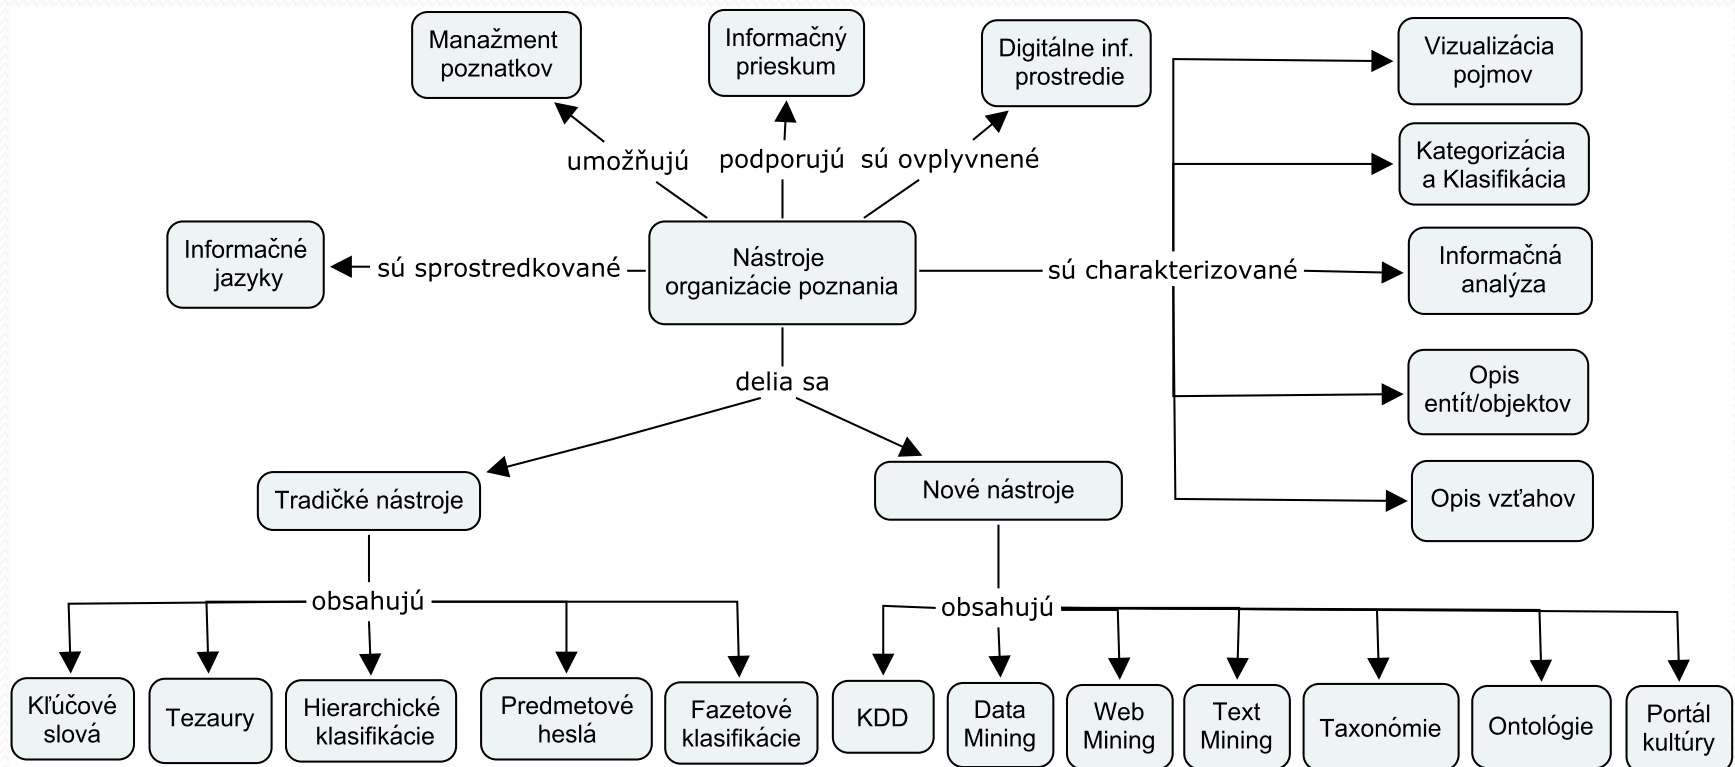 Manažment
poznatkov
Informačný
prieskum
Digitálne inf.
prostredie
Vizualizácia
pojmov
umožňujú
podporujú
sú ovplyvnené
Kategorizácia
a Klasifikácia
Informačné
jazyky
sú sprostredkované
Nástroje
organizácie poznania
sú charakterizované
Informačná
analýza
delia sa
Opis
entít/objektov
Tradičké nástroje
Nové nástroje
Opis vzťahov
obsahujú
obsahujú
Kľúčové
slová
Tezaury
Hierarchické
klasifikácie
Predmetové
heslá
Fazetové
klasifikácie
KDD
Data
Mining
Web
Mining
Text
Mining
Taxonómie
Ontológie
Portál
kultúry